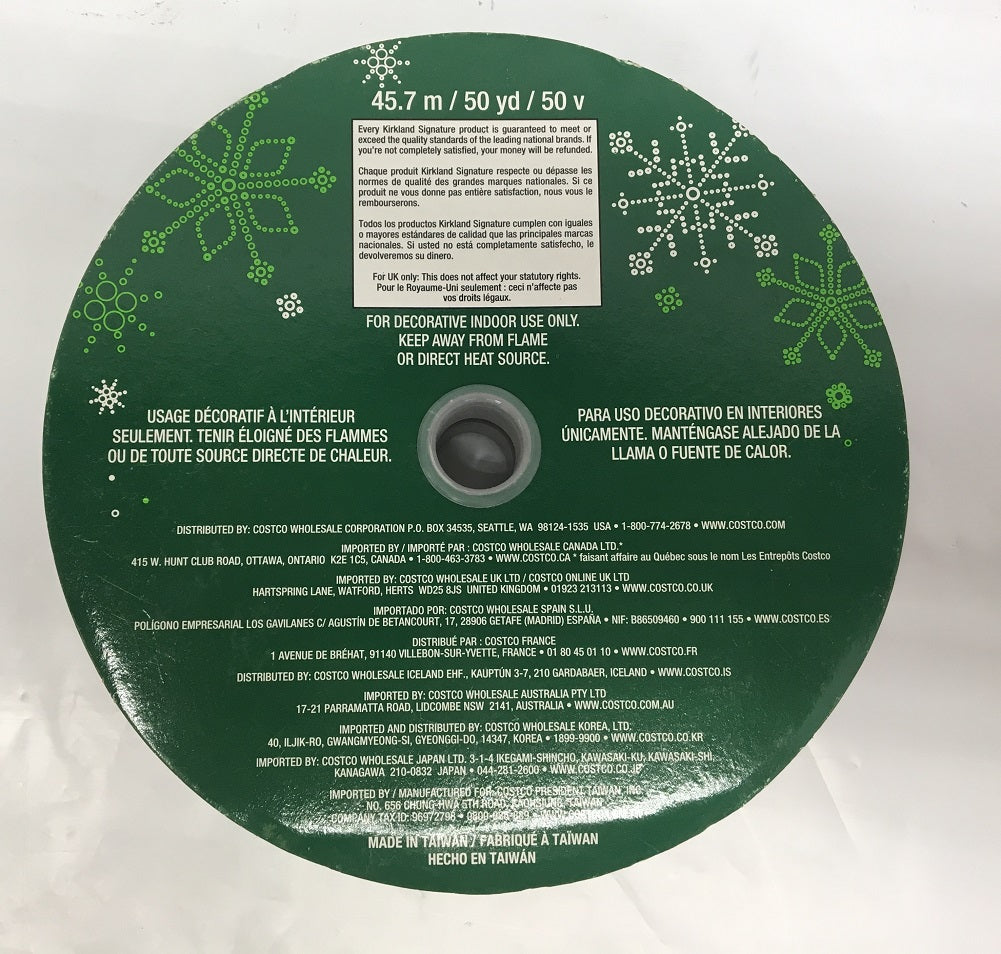 45.7 m / 50 yd / 50 v
Every Kirkland Signature product is guaranteed to meet or
exceed the quality standards of the leading national brands. If
you're not completely satisfied, your money will be refunded.
Chaque produit Kirkland Signature respecte ou dépasse les
normes de qualité des grandes marques nationales. Si ce
produit ne vous donne pas entière satisfaction, nous vous le
rembourserons.
Todos los productos Kirkland Signature cumplen con iguales
o mayores estándares de calidad que las principales marcas
nacionales. Si usted no está completamente satisfecho, le
devolveremos su dinero.
For UK only: This does not affect your statutory rights.
Pour le Royaume-Uni seulement : ceci n'affecte pas
vos droits légaux.
FOR DECORATIVE INDOOR USE ONLY.
KEEP AWAY FROM FLAME
OR DIRECT HEAT SOURCE.
USAGE DÉCORATIF À L'INTÉRIEUR
SEULEMENT. TENIR ÉLOIGNÉ DES FLAMMES
OU DE TOUTE SOURCE DIRECTE DE CHALEUR.
PARA USO DECORATIVO EN INTERIORES
ÚNICAMENTE. MANTÉNGASE ALEJADO DE LA
LLAMA O FUENTE DE CALOR.
DISTRIBUTED BY: COSTCO WHOLESALE CORPORATION P.O. BOX 34535, SEATTLE, WA 98124-1535 USA • 1-800-774-2678 • WWW.COSTCO.COM
IMPORTED BY / IMPORTÉ PAR : COSTCO WHOLESALE CANADA LTD.*
415 W. HUNT CLUB ROAD, OTTAWA, ONTARIO K2E 1C5, CANADA • 1-800-463-3783 • WWW.COSTCO.CA * faisant affaire au Québec sous le nom Les Entrepôts Costco
IMPORTED BY: COSTCO WHOLESALE UK LTD / COSTCO ONLINE UK LTD
HARTSPRING LANE, WATFORD, HERTS WD25 8JS UNITED KINGDOM • 01923 213113 • WWW.COSTCO.CO.UK
IMPORTADO POR: COSTCO WHOLESALE SPAIN S.L.U.
POLÍGONO EMPRESARIAL LOS GAVILANES C/ AGUSTÍN DE BETANCOURT, 17, 28906 GETAFE (MADRID) ESPAÑA • NIF: B86509460 • 900 111 155 • WWW.COSTCO.ES
DISTRIBUÉ PAR : COSTCO FRANCE
1 AVENUE DE BRÉHAT, 91140 VILLEBON-SUR-YVETTE, FRANCE • 01 80 45 01 10 • WWW.COSTCO.FR
DISTRIBUTED BY: COSTCO WHOLESALE ICELAND EHF., KAUPTÚN 3-7, 210 GARDABAER, ICELAND • WWW.COSTCO.IS
IMPORTED BY: COSTCO WHOLESALE AUSTRALIA PTY LTD
17-21 PARRAMATTA ROAD, LIDCOMBE NSW 2141, AUSTRALIA • WWW.COSTCO.COM.AU
IMPORTED AND DISTRIBUTED BY: COSTCO WHOLESALE KOREA, LTD.
40, ILJIK-RO, GWANGMYEONG-SI, GYEONGGI-DO, 14347, KOREA • 1899-9900 • WWW.COSTCO.CO.KR
IMPORTED BY: COSTCO WHOLESALE JAPAN LTD. 3-1-4 IKEGAMI-SHINCHO, KAWASAKI-KU, KAWASAKI-SHI,
KANAGAWA 210-0832 JAPAN • 044-281-2600 • WWW.COSTCO.CO.JP
IMPORTED BY / MANUFACTURED FOR: COSTCO PRESIDENT TAIWAN, INC.
NO. 656 CHUNG-HWA 5TH ROAD, KAOHSIUNG, TAIWAN
COMPANY TAX ID: 96972798 •
MADE IN TAIWAN / FABRIQUÉ À TAÏWAN
HECHO EN TAIWÁN